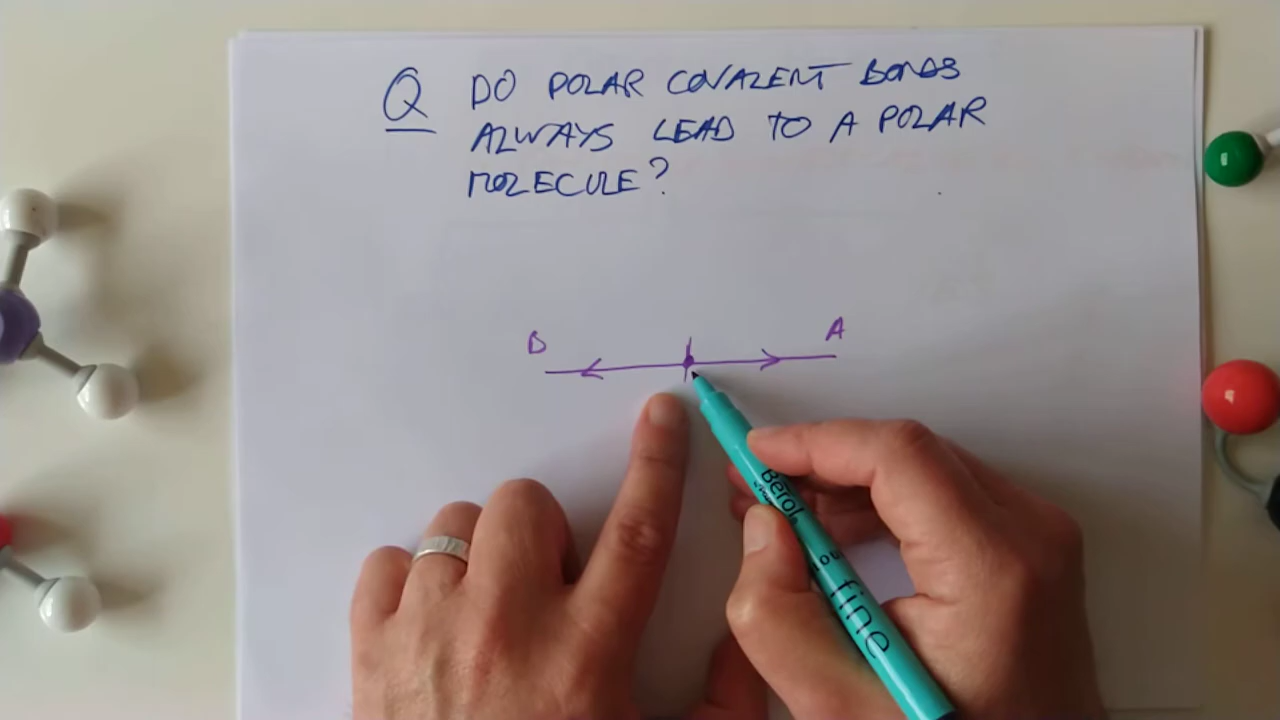 Q DO POLAR COVALENT BONDS
ALWAYS LEAD TO A POLAR
MOLECULE?
B A
Berol
fine